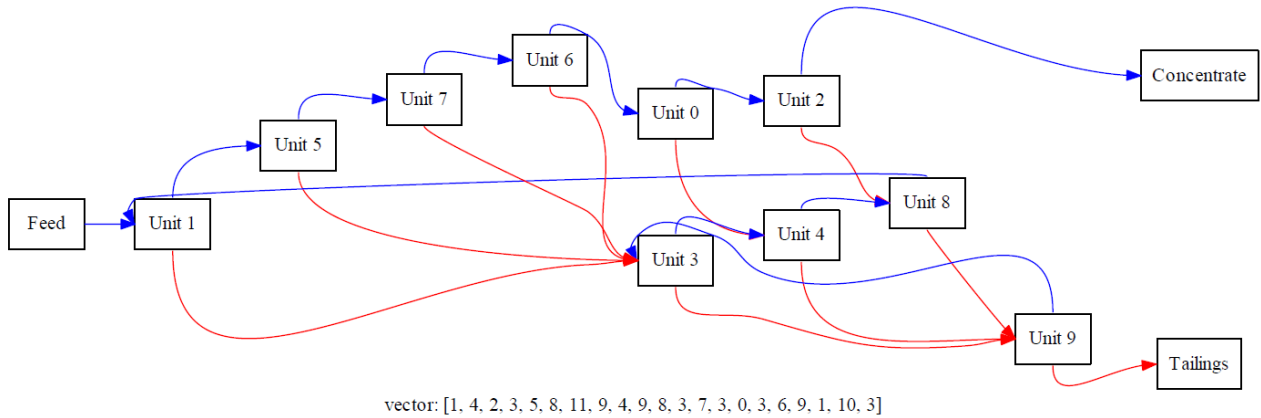 Unit 6
Concentrate
Unit 7
Unit 0
Unit 2
Unit 5
Feed
Unit 1
Unit 8
Unit 3
Unit 4
Unit 9
Tailings
vector: [1, 4, 2, 3, 5, 8, 11, 9, 4, 9, 8, 3, 7, 3, 0, 3, 6, 9, 1, 10, 3]